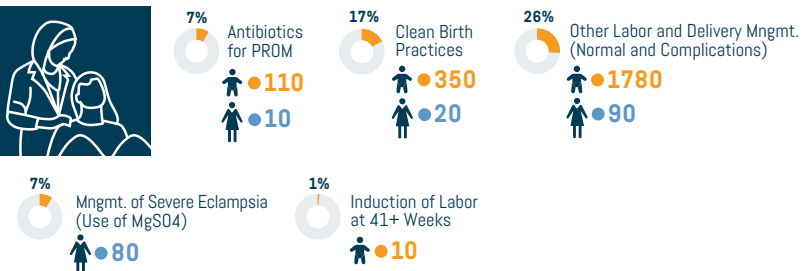 7%
Antibiotics
for PROM
110
10
17%
Clean Birth
Practices
350
20
26%
Other Labor and Delivery Mngmt.
(Normal and Complications)
1780
90
7%
Mngmt. of Severe Eclampsia
(Use of MgSO4)
80
1%
Induction of Labor
at 41+ Weeks
10